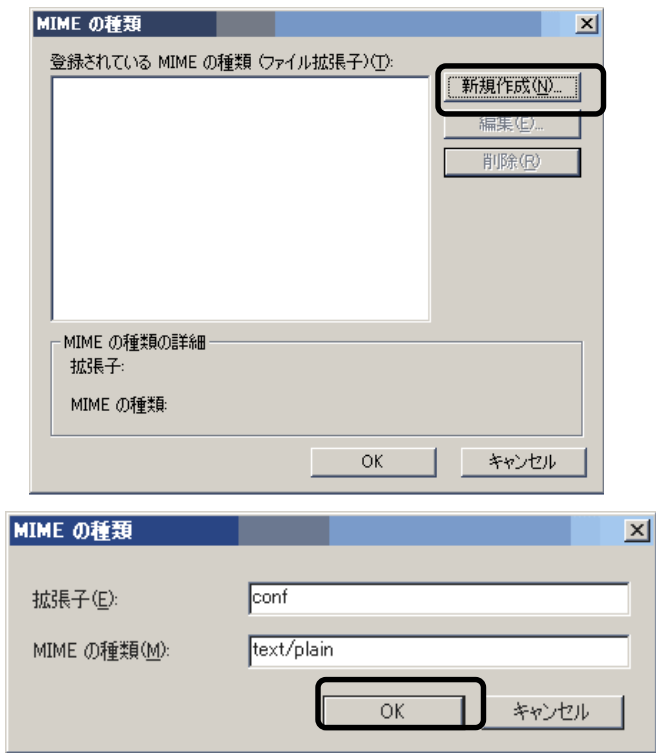 MIME の種類
登録されている MIME の種類 (ファイル拡張子)(T):
新規作成(N)...
編集(E)...
削除(R)
MIME の種類の詳細
拡張子:
MIME の種類:
OK キャンセル
MIME の種類
拡張子(E): conf
MIME の種類(M): text/plain
OK キャンセル